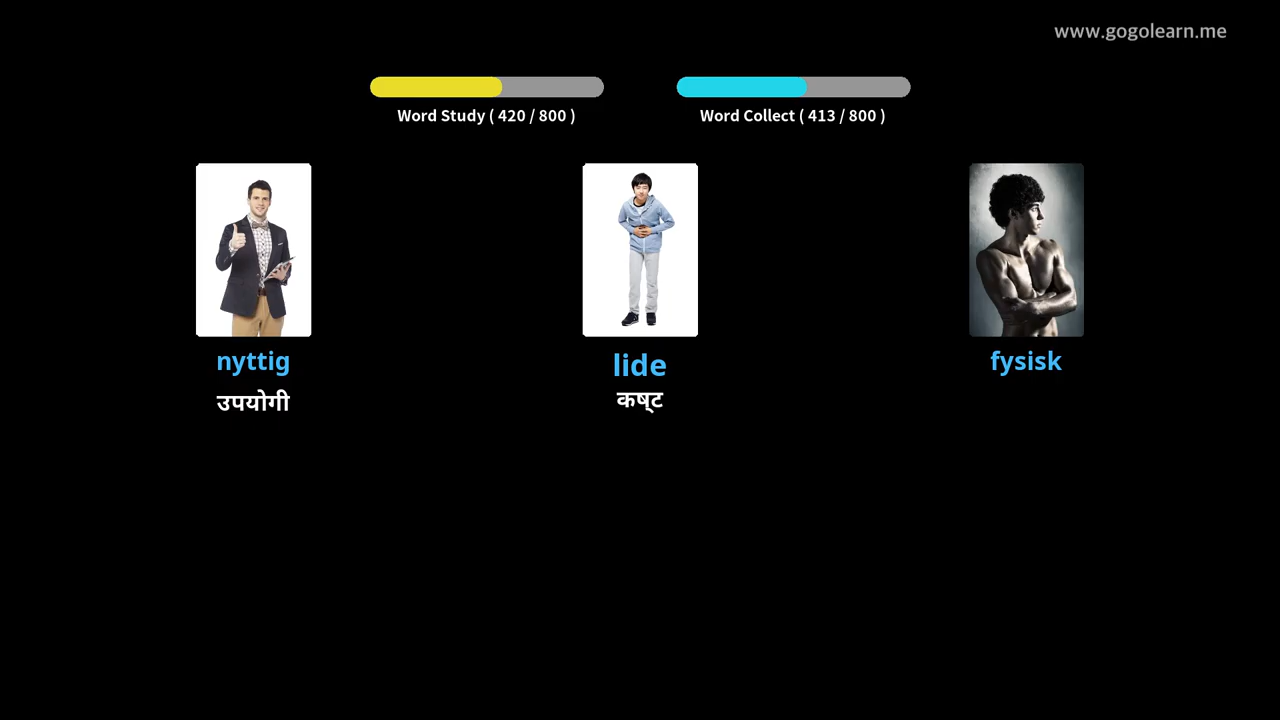 www.gogolearn.me
Word Study ( 420 / 800 )
Word Collect ( 413 / 800 )
nyttig
lide
fysisk
उपयोगी
कष्ट